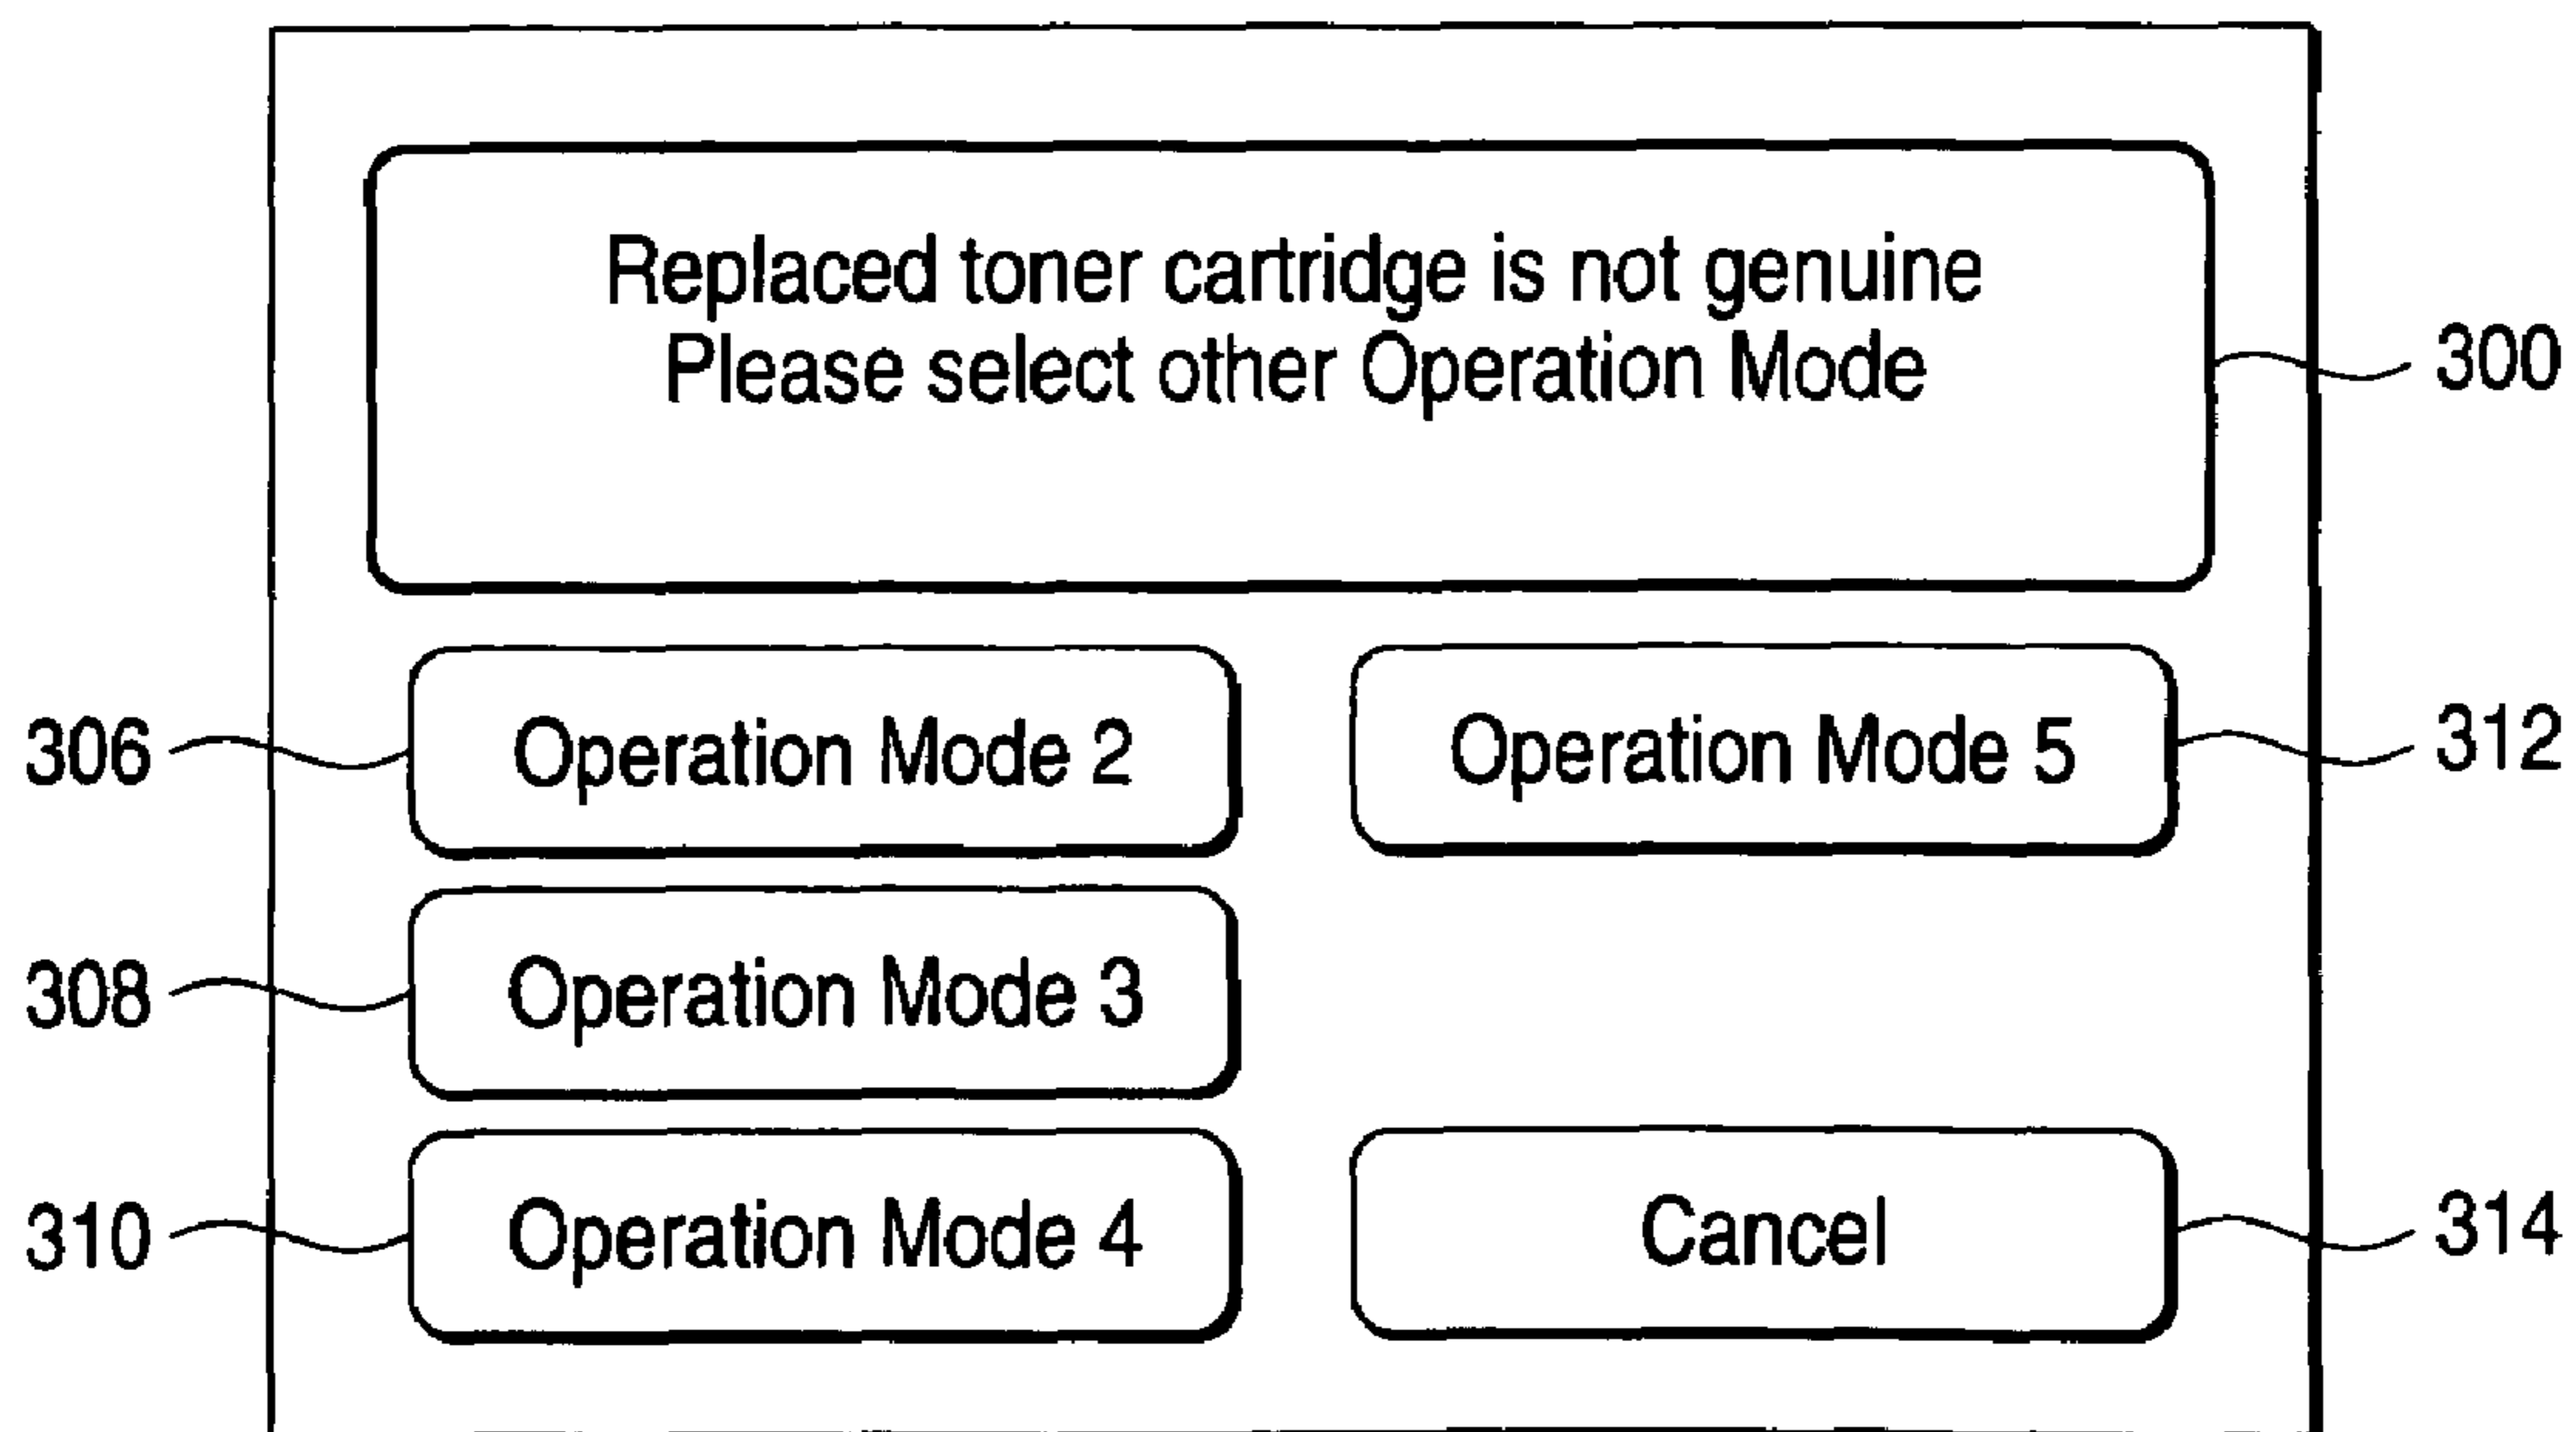 Replaced toner cartridge is not genuine
Please select other Operation Mode
300
306
Operation Mode 2
Operation Mode 5
312
308
Operation Mode 3
310
Operation Mode 4
Cancel
314